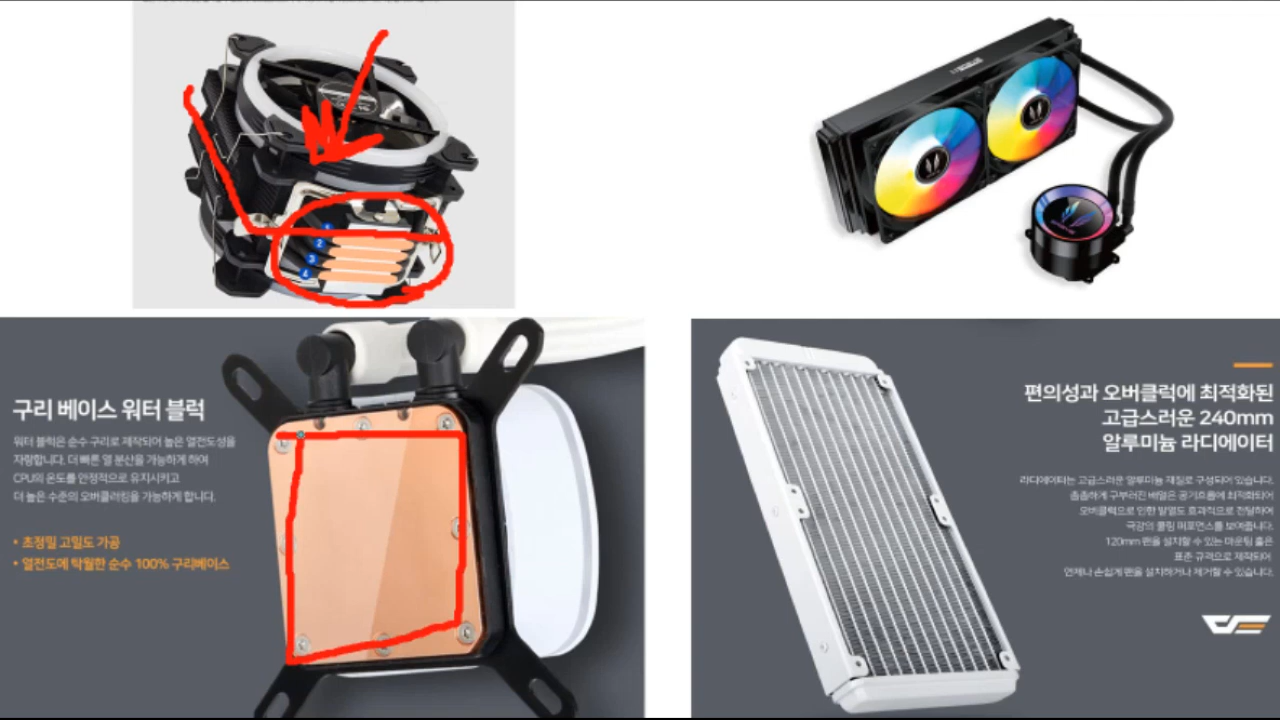 1
2
3
4
구리 베이스 워터 블럭
워터 블럭은 순수 구리로 제작되어 높은 열전도성을
자랑합니다. 더 빠른 열 분산을 가능하게 하여
CPU의 온도를 안정적으로 유지시키고
더 높은 수준의 오버클러킹을 가능하게 합니다.
• 초정밀 고밀도 가공
• 열전도에 탁월한 순수 100% 구리베이스
편의성과 오버클럭에 최적화된
고급스러운 240mm
알루미늄 라디에이터
라디에이터는 고급스러운 알루미늄 재질로 구성되어 있습니다.
촘촘하게 구부러진 배열은 공기흐름에 최적화되어
오버클럭으로 인한 발열도 효과적으로 전달하여
극강의 쿨링 퍼포먼스를 보여줍니다.
120mm 팬을 설치할 수 있는 마운팅 홀은
표준 규격으로 제작되어
언제나 손쉽게 팬을 설치하거나 제거할 수 있습니다.